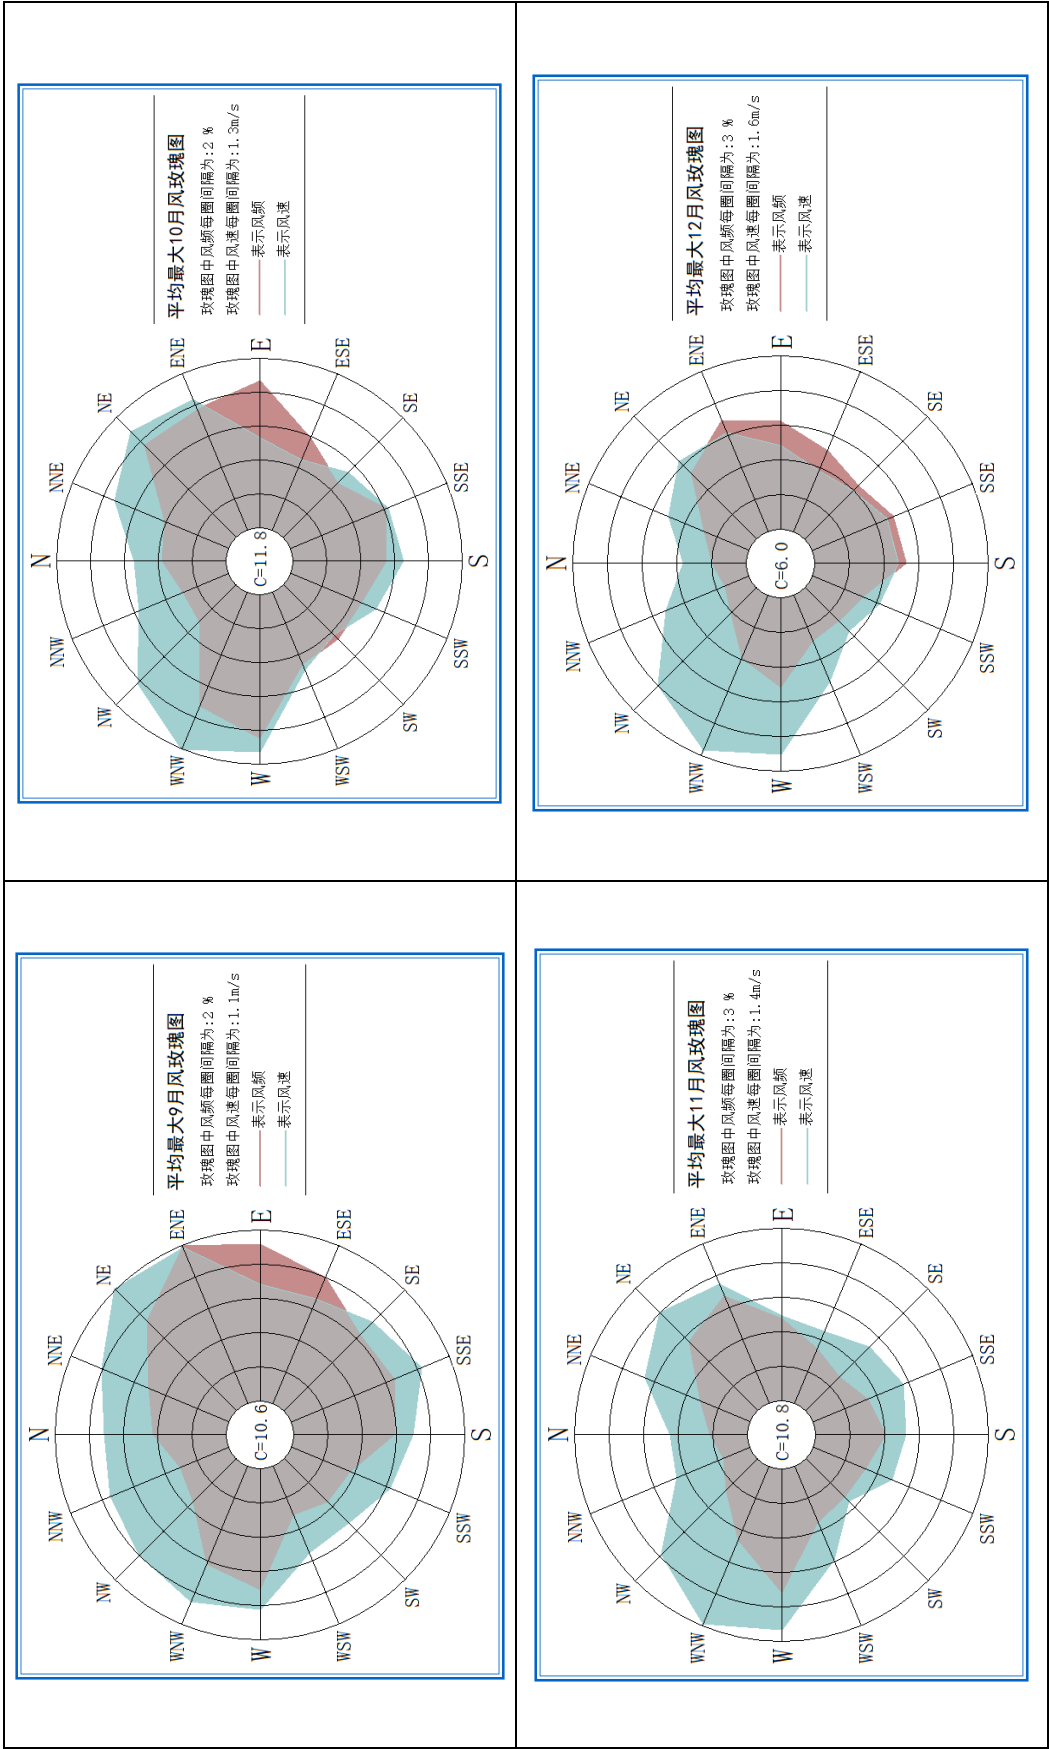 平均最大9月风玫瑰图
玫瑰图中风频每圈间隔为:2 %
玫瑰图中风速每圈间隔为:1.1m/s
表示风频
表示风速
N
NNE
NE
ENE
E
ESE
SE
SSE
S
SSW
SW
WSW
W
WNW
NW
NNW
C=10.6
平均最大10月风玫瑰图
玫瑰图中风频每圈间隔为:2 %
玫瑰图中风速每圈间隔为:1.3m/s
表示风频
表示风速
N
NNE
NE
ENE
E
ESE
SE
SSE
S
SSW
SW
WSW
W
WNW
NW
NNW
C=11.8
平均最大11月风玫瑰图
玫瑰图中风频每圈间隔为:3 %
玫瑰图中风速每圈间隔为:1.4m/s
表示风频
表示风速
N
NNE
NE
ENE
E
ESE
SE
SSE
S
SSW
SW
WSW
W
WNW
NW
NNW
C=10.8
平均最大12月风玫瑰图
玫瑰图中风频每圈间隔为:3 %
玫瑰图中风速每圈间隔为:1.6m/s
表示风频
表示风速
N
NNE
NE
ENE
E
ESE
SE
SSE
S
SSW
SW
WSW
W
WNW
NW
NNW
C=6.0